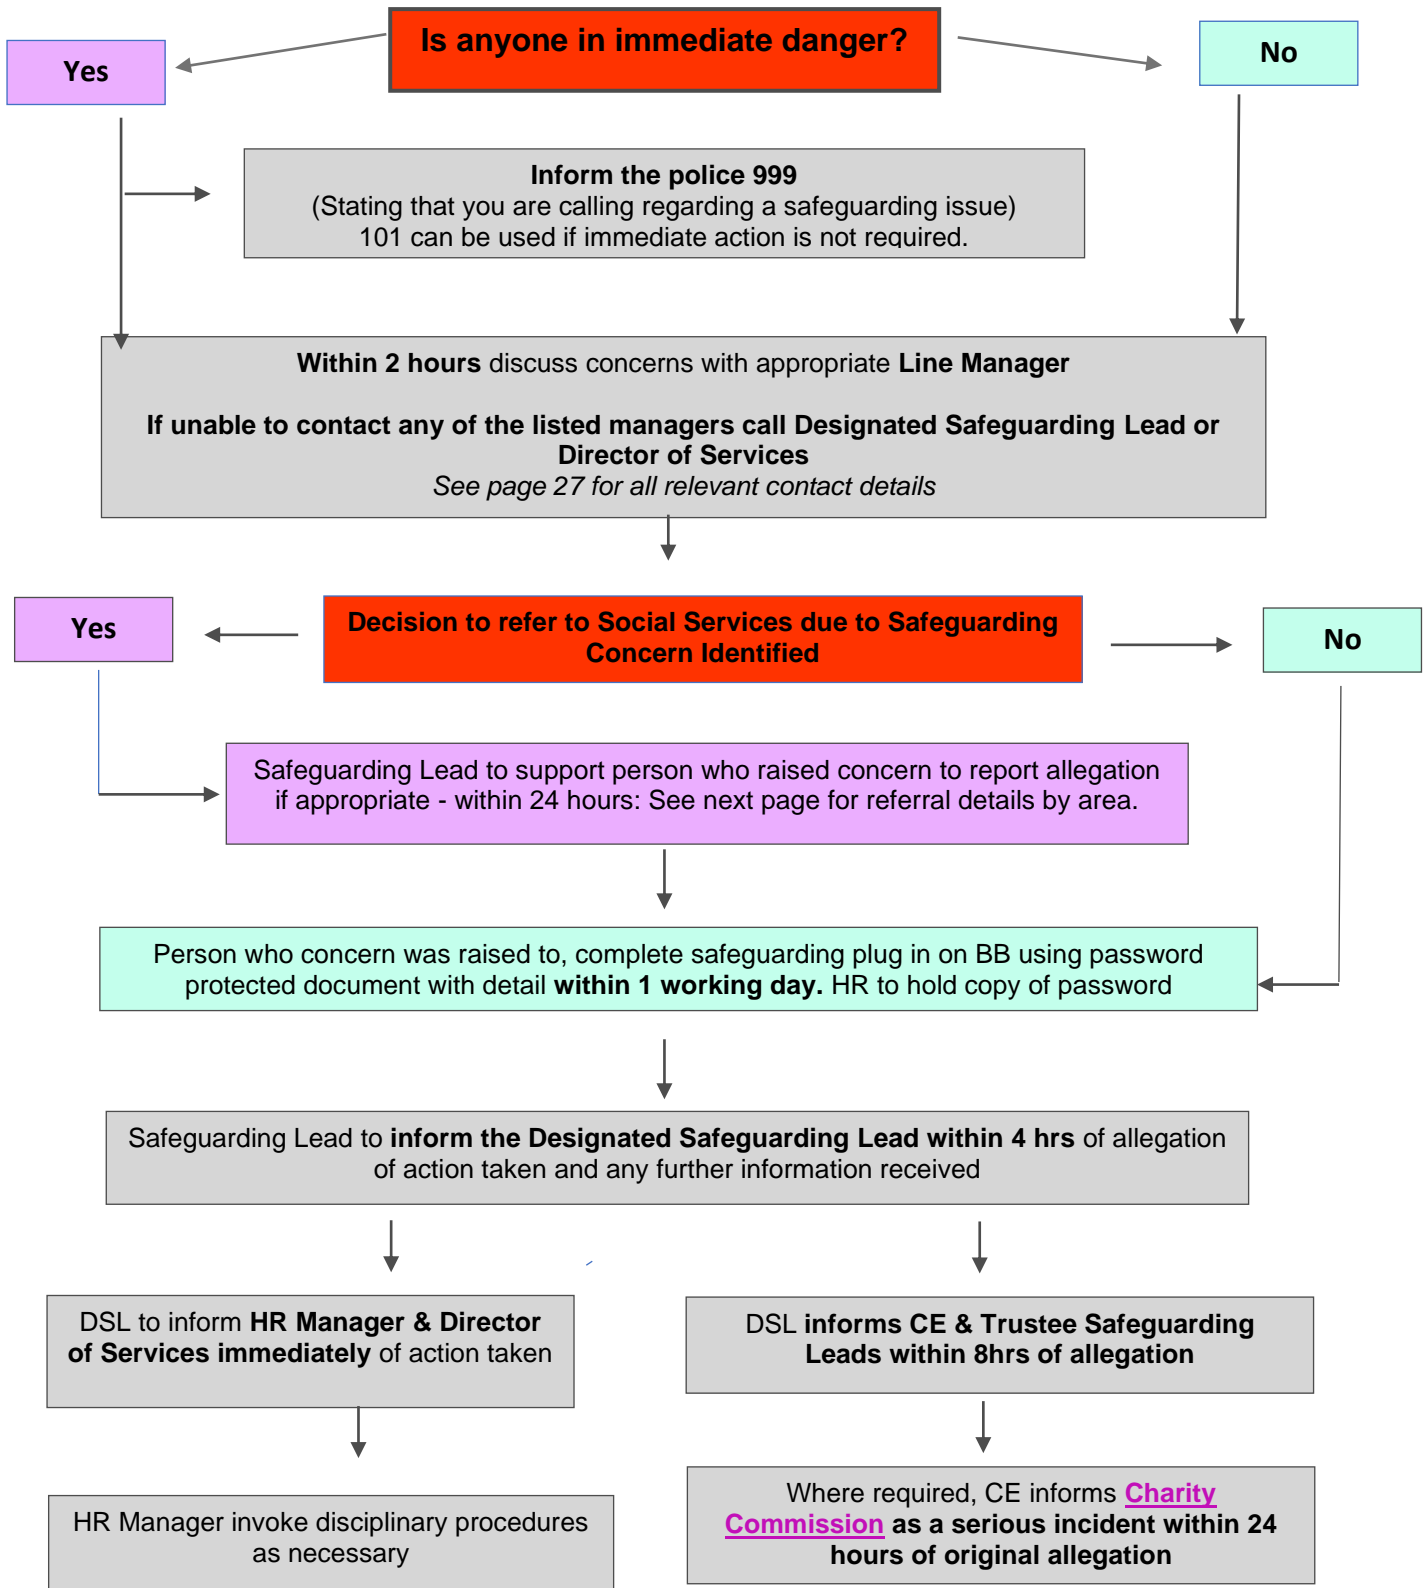 Is anyone in immediate danger?
Yes
No
Inform the police 999
(Stating that you are calling regarding a safeguarding issue)
101 can be used if immediate action is not required.
Within 2 hours discuss concerns with appropriate Line Manager
If unable to contact any of the listed managers call Designated Safeguarding Lead or
Director of Services
See page 27 for all relevant contact details
Yes
Decision to refer to Social Services due to Safeguarding
Concern Identified
No
Safeguarding Lead to support person who raised concern to report allegation
if appropriate - within 24 hours: See next page for referral details by area.
Person who concern was raised to, complete safeguarding plug in on BB using password
protected document with detail within 1 working day. HR to hold copy of password
Safeguarding Lead to inform the Designated Safeguarding Lead within 4 hrs of allegation
of action taken and any further information received
DSL to inform HR Manager & Director
of Services immediately of action taken
DSL informs CE & Trustee Safeguarding
Leads within 8hrs of allegation
HR Manager invoke disciplinary procedures
as necessary
Where required, CE informs Charity
Commission as a serious incident within 24
hours of original allegation